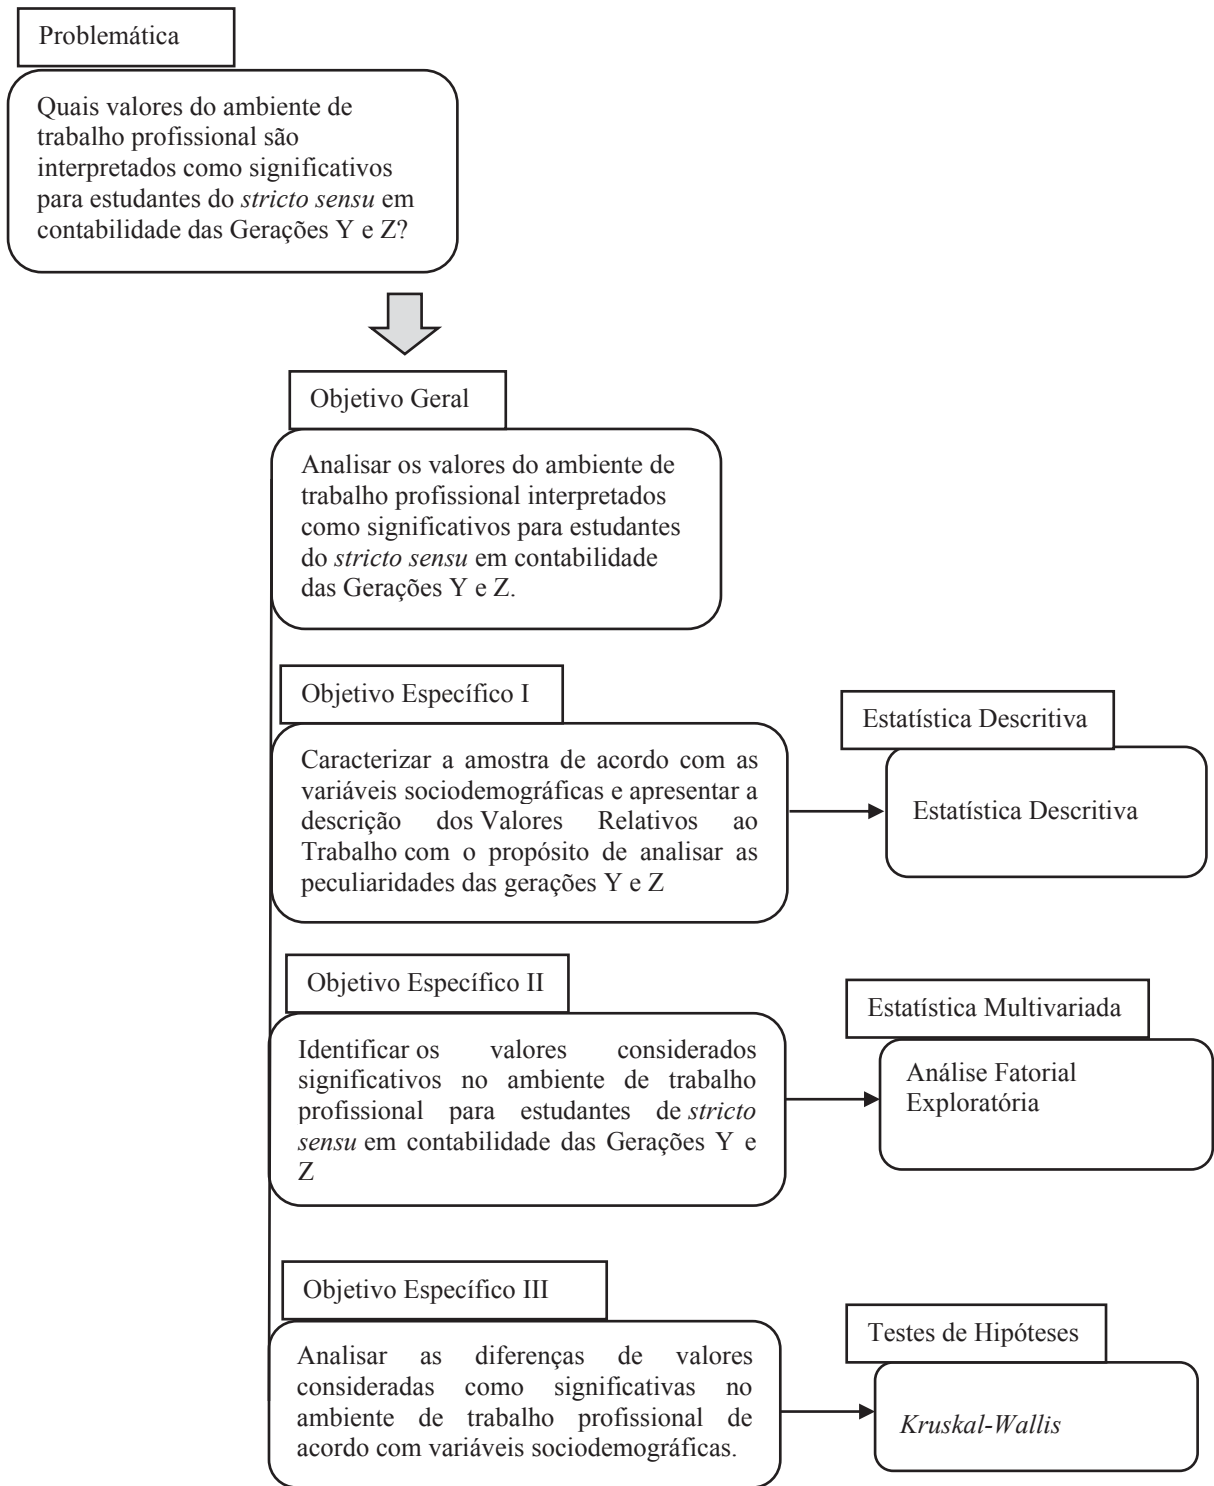 Problemática
Quais valores do ambiente de
trabalho profissional são
interpretados como significativos
para estudantes do stricto sensu em
contabilidade das Gerações Y e Z?
Objetivo Geral
Analisar os valores do ambiente de
trabalho profissional interpretados
como significativos para estudantes
do stricto sensu em contabilidade
das Gerações Y e Z.
Objetivo Específico I
Caracterizar a amostra de acordo com as
variáveis sociodemográficas e apresentar a
descrição dos Valores Relativos ao
Trabalho com o propósito de analisar as
peculiaridades das gerações Y e Z
Estatística Descritiva
Estatística Descritiva
Objetivo Específico II
Identificar os valores considerados
significativos no ambiente de trabalho
profissional para estudantes de stricto
sensu em contabilidade das Gerações Y e
Z
Estatística Multivariada
Análise Fatorial
Exploratória
Objetivo Específico III
Analisar as diferenças de valores
consideradas como significativas no
ambiente de trabalho profissional de
acordo com variáveis sociodemográficas.
Testes de Hipóteses
Kruskal-Wallis